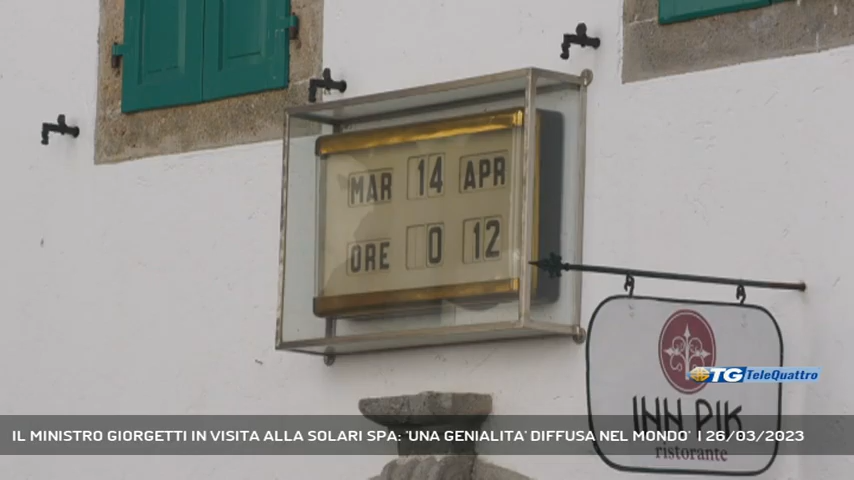 MAR 14 APR
ORE 0 12
TG TeleQuattro
INN PIK
ristorante
IL MINISTRO GIORGETTI IN VISITA ALLA SOLARI SPA: 'UNA GENIALITA' DIFFUSA NEL MONDO' | 26/03/2023